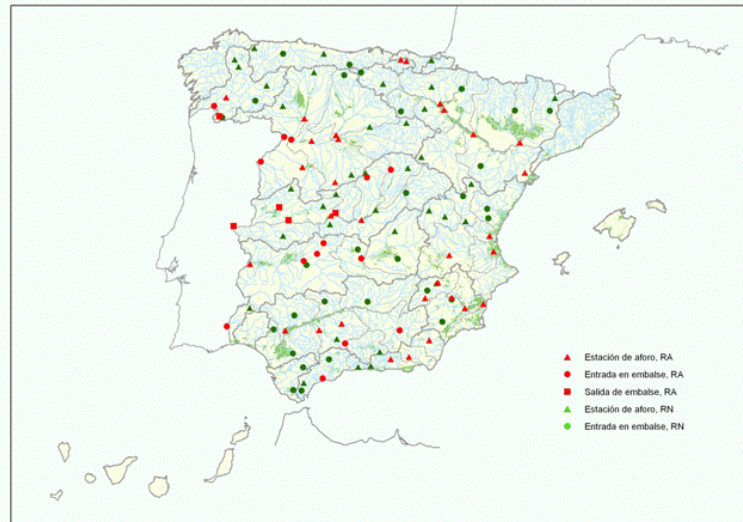 Estación de aforo, RA
Entrada en embalse, RA
Salida de embalse, RA
Estación de aforo, RN
Entrada en embalse, RN